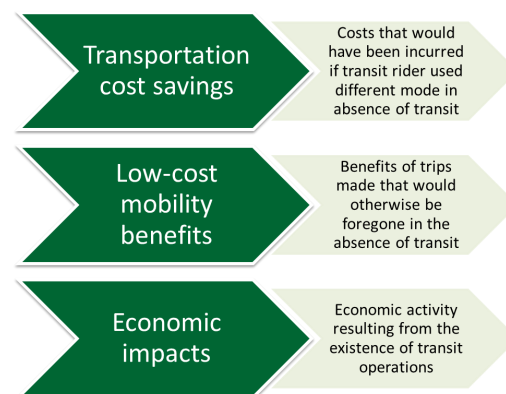 Transportation
cost savings
Costs that would
have been incurred
if transit rider used
different mode in
absence of transit
Low-cost
mobility
benefits
Benefits of trips
made that would
otherwise be
foregone in the
absence of transit
Economic
impacts
Economic activity
resulting from the
existence of transit
operations